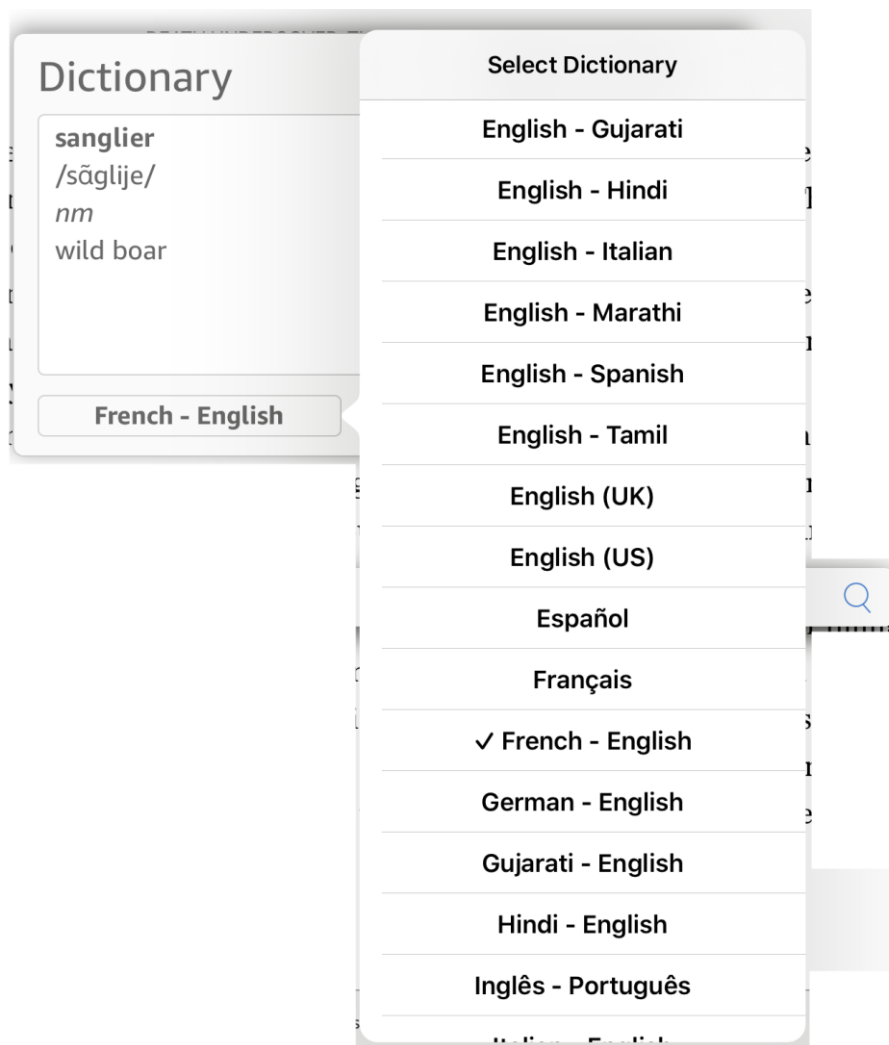 Dictionary
sanglier
/sɑ̃glije/
nm
wild boar
French - English
Select Dictionary
English - Gujarati
English - Hindi
English - Italian
English - Marathi
English - Spanish
English - Tamil
English (UK)
English (US)
Español
Français
✓ French - English
German - English
Gujarati - English
Hindi - English
Inglês - Português
Italian - English